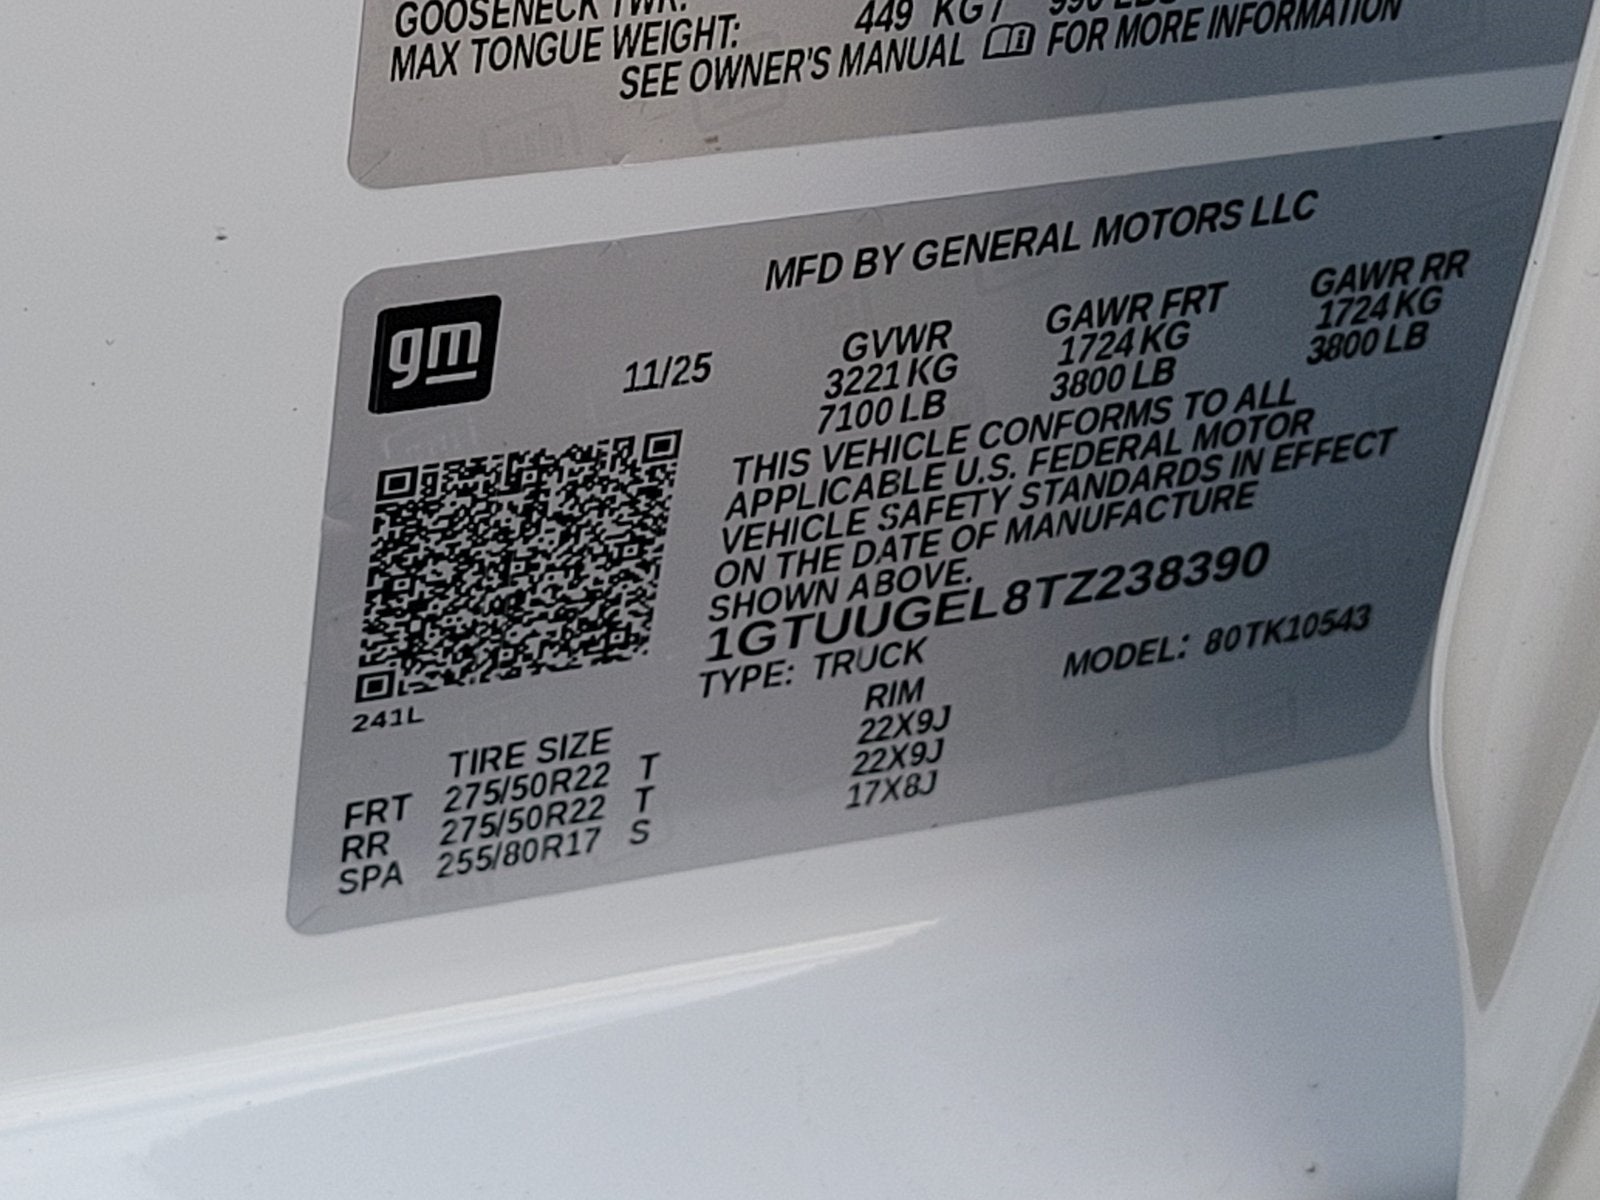 GOOSENECK TWR:
MAX TONGUE WEIGHT: 449 KG / 990 LBS
SEE OWNER'S MANUAL FOR MORE INFORMATION
MFD BY GENERAL MOTORS LLC
gm
11/25
GVWR GAWR FRT GAWR RR
3221 KG 1724 KG 1724 KG
7100 LB 3800 LB 3800 LB
THIS VEHICLE CONFORMS TO ALL
APPLICABLE U.S. FEDERAL MOTOR
VEHICLE SAFETY STANDARDS IN EFFECT
ON THE DATE OF MANUFACTURE
SHOWN ABOVE.
1GTUUGEL8TZ238390
TYPE: TRUCK MODEL: 80TK10543
241L
TIRE SIZE RIM
FRT 275/50R22 T 22X9J
RR 275/50R22 T 22X9J
SPA 255/80R17 S 17X8J